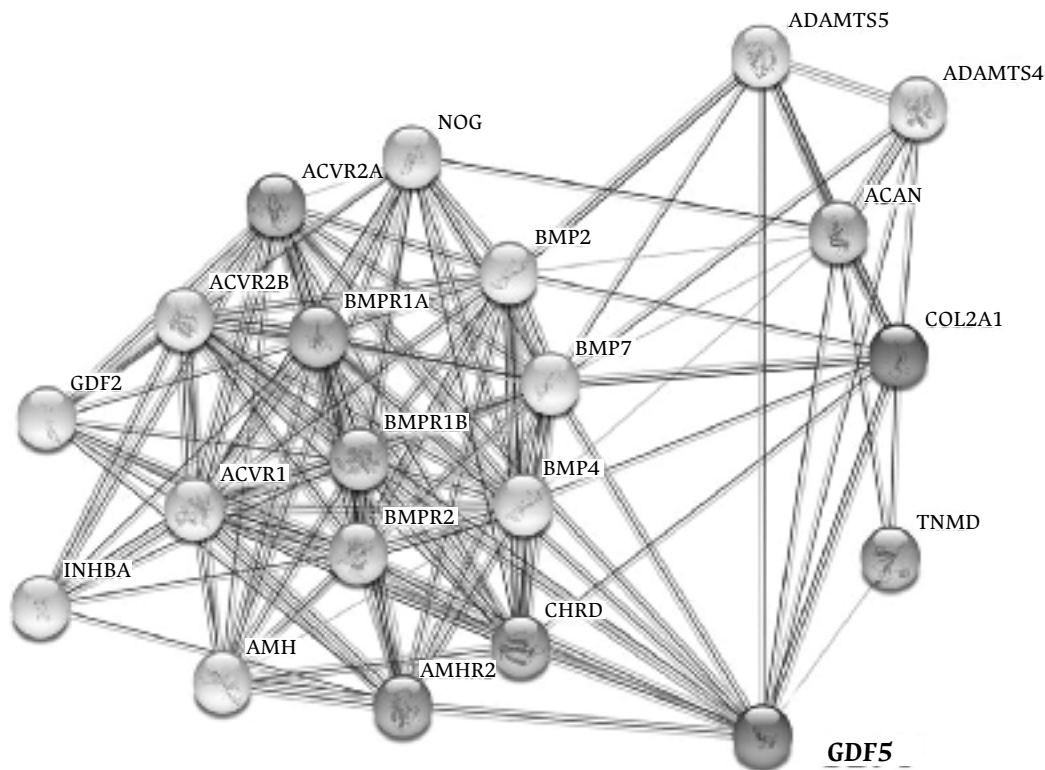 ADAMTS5
ADAMTS4
NOG
ACVR2A
ACAN
BMP2
ACVR2B
BMPR1A
COL2A1
BMP7
GDF2
BMPR1B
ACVR1
BMP4
BMPR2
TNMD
INHBA
CHRD
AMH
AMHR2
GDF5